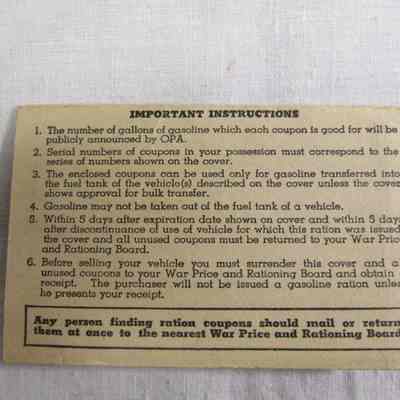 IMPORTANT INSTRUCTIONS
1. The number of gallons of gasoline which each coupon is good for will be
publicly announced by OPA.
2. Serial numbers of coupons in your possession must correspond to the
series of numbers shown on the cover.
3. The enclosed coupons can be used only for gasoline transferred into
the fuel tank of the vehicle(s) described on the cover unless the cover
shows approval for bulk transfer.
4. Gasoline may not be taken out of the fuel tank of a vehicle.
5. Within 5 days after expiration date shown on cover and within 5 days
after discontinuance of use of vehicle for which this ration was issued
the cover and all unused coupons must be returned to your War Price
and Rationing Board.
6. Before selling your vehicle you must surrender this cover and a
unused coupons to your War Price and Rationing Board and obtain
receipt. The purchaser will not be issued a gasoline ration unles
he presents your receipt.
Any person finding ration coupons should mail or return
them at once to the nearest War Price and Rationing Board